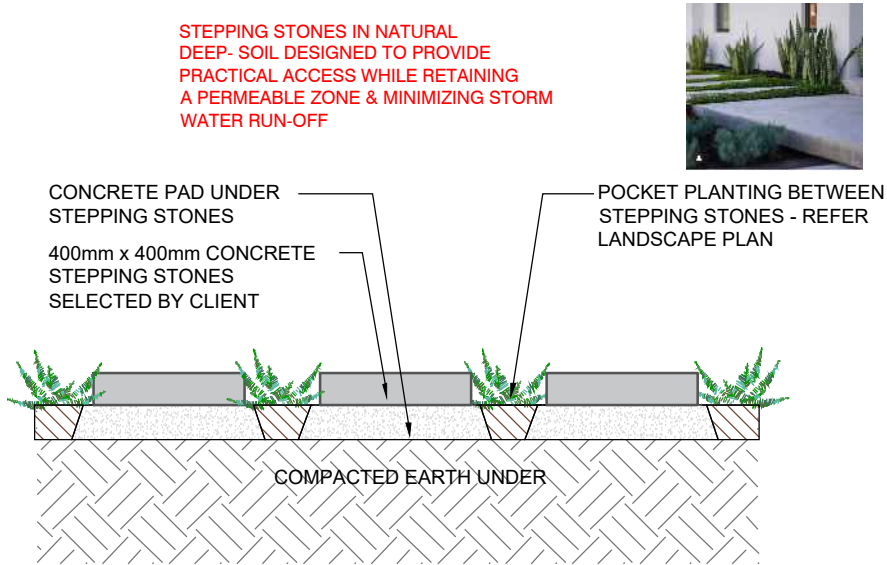 STEPPING STONES IN NATURAL
DEEP- SOIL DESIGNED TO PROVIDE
PRACTICAL ACCESS WHILE RETAINING
A PERMEABLE ZONE & MINIMIZING STORM
WATER RUN-OFF
CONCRETE PAD UNDER
STEPPING STONES
400mm x 400mm CONCRETE
STEPPING STONES
SELECTED BY CLIENT
POCKET PLANTING BETWEEN
STEPPING STONES - REFER
LANDSCAPE PLAN
COMPACTED EARTH UNDER